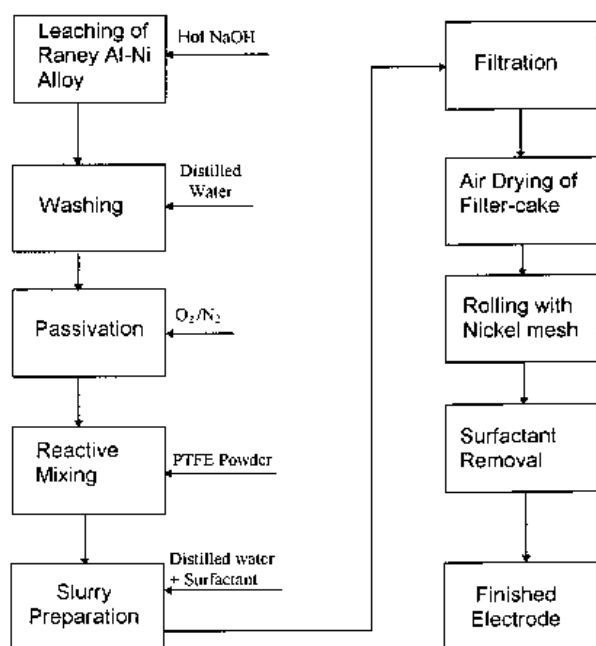 Leaching of
Raney Al-Ni
Alloy
Hot NaOH
Washing
Distilled
Water
Passivation
O₂/N₂
Reactive
Mixing
PTFE Powder
Slurry
Preparation
Distilled water
+ Surfactant
Filtration
Air Drying of
Filter-cake
Rolling with
Nickel mesh
Surfactant
Removal
Finished
Electrode